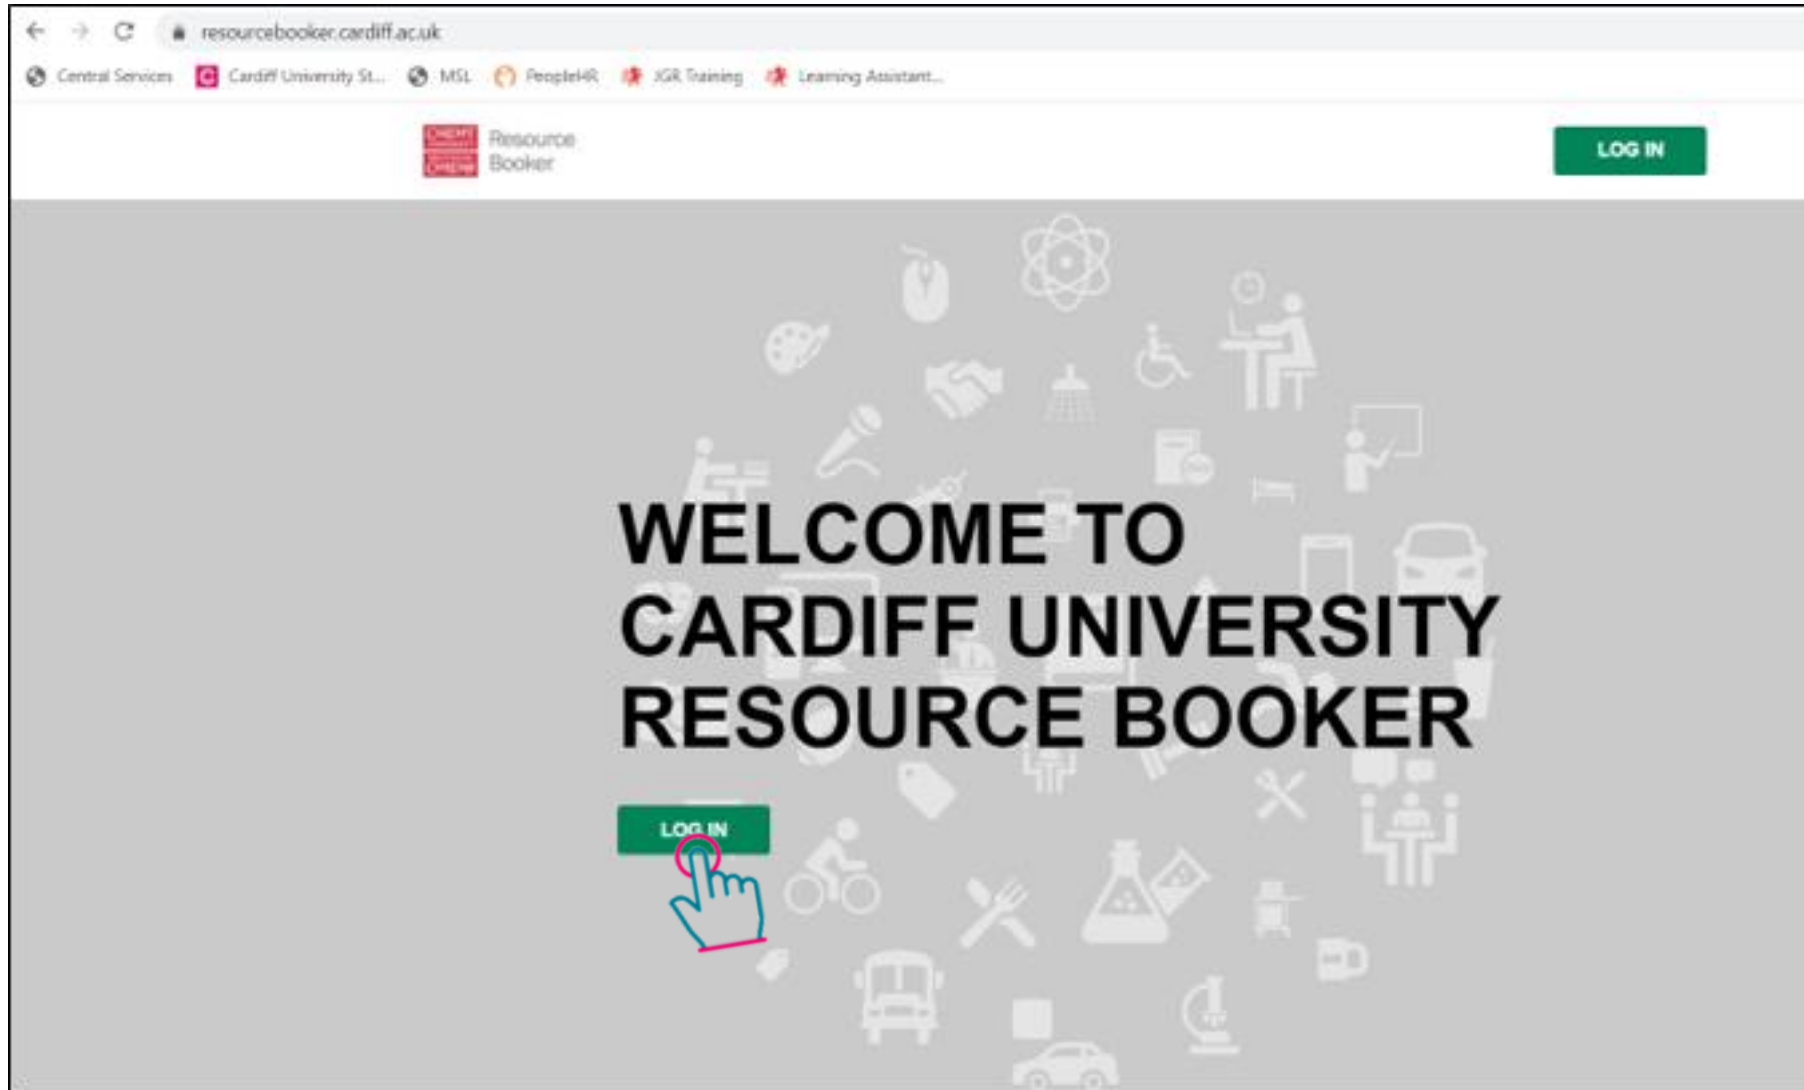 resourcebooker.cardiff.ac.uk
Central Services Cardiff University St... MSL PeopleHR JGR Training Learning Assistant...
Resource
Booker
LOG IN
WELCOME TO
CARDIFF UNIVERSITY
RESOURCE BOOKER
LOG IN